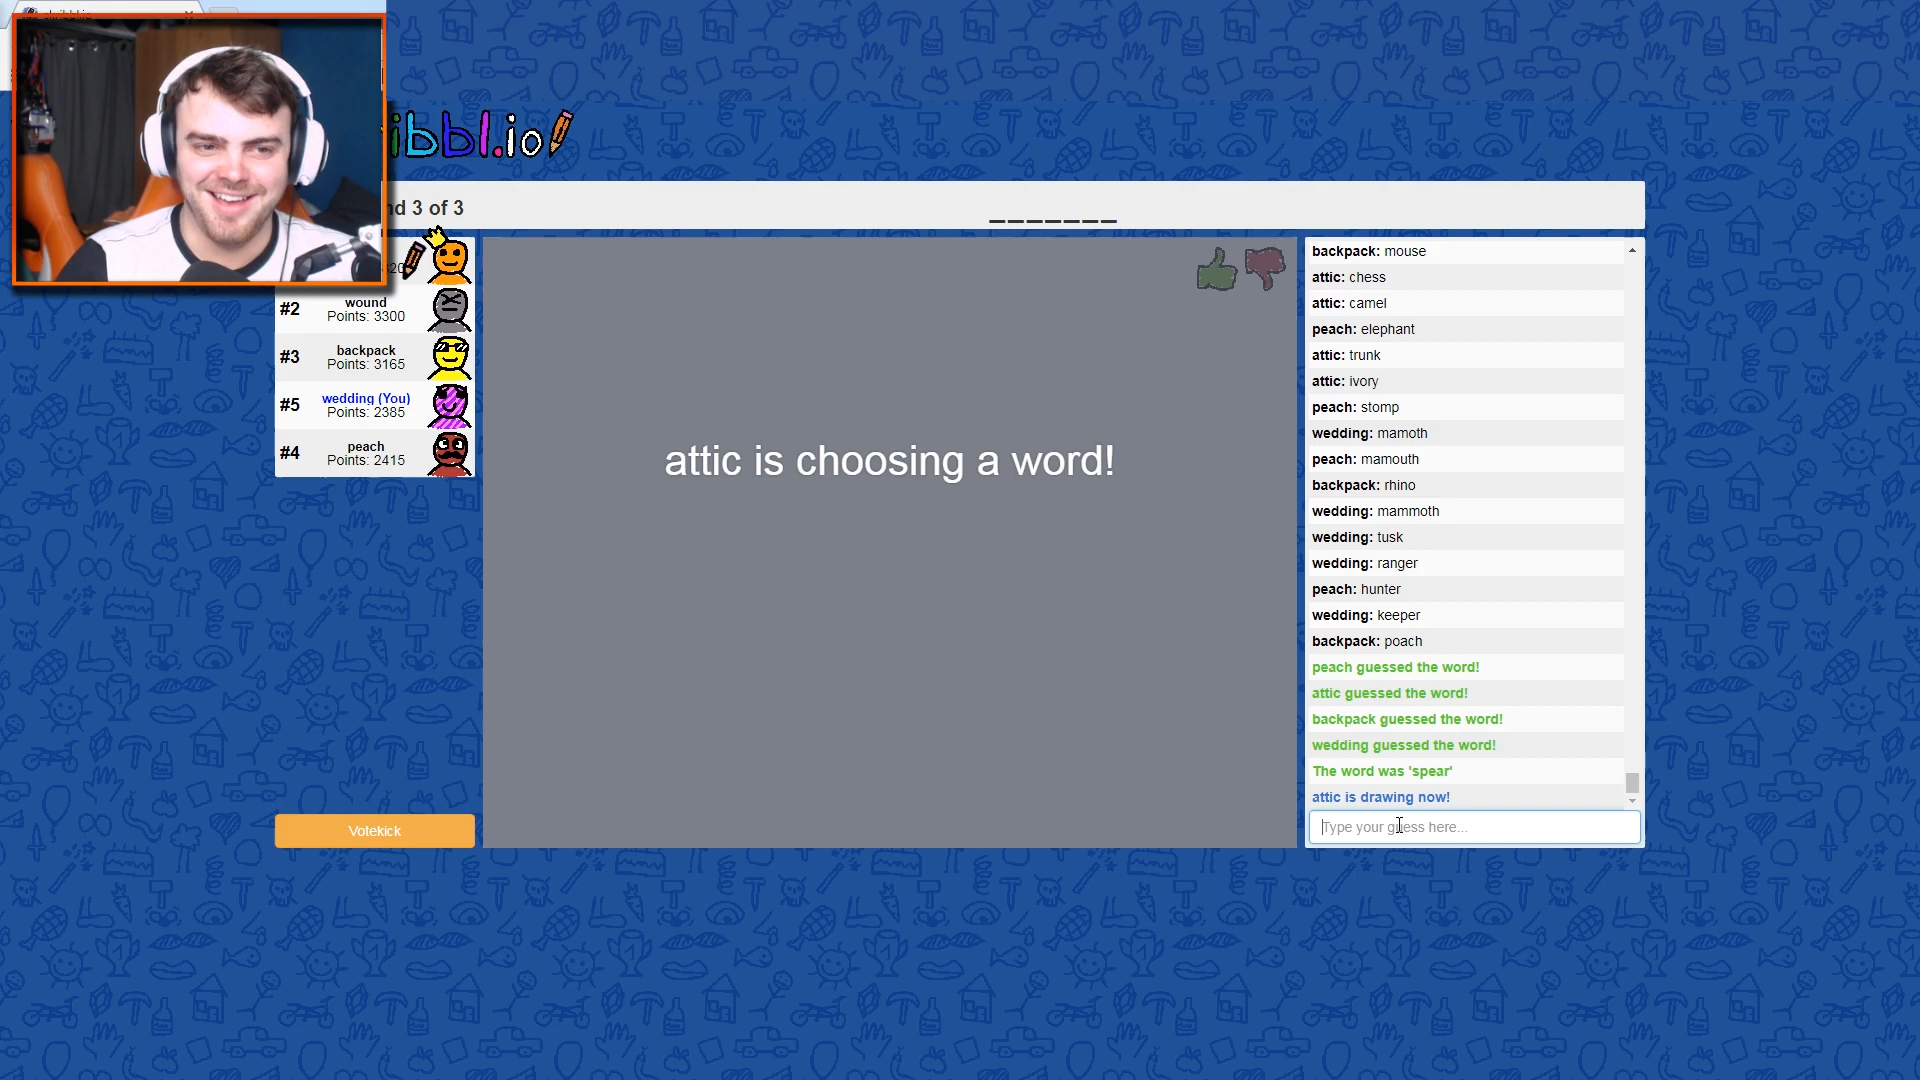 ibbl.io
nd 3 of 3
_______
#2
wound
Points: 3300
#3
backpack
Points: 3165
#5
wedding (You)
Points: 2385
#4
peach
Points: 2415
Votekick
attic is choosing a word!
backpack: mouse
attic: chess
attic: camel
peach: elephant
attic: trunk
attic: ivory
peach: stomp
wedding: mamoth
peach: mamouth
backpack: rhino
wedding: mammoth
wedding: tusk
wedding: ranger
peach: hunter
wedding: keeper
backpack: poach
peach guessed the word!
attic guessed the word!
backpack guessed the word!
wedding guessed the word!
The word was 'spear'
attic is drawing now!
Type your guess here...